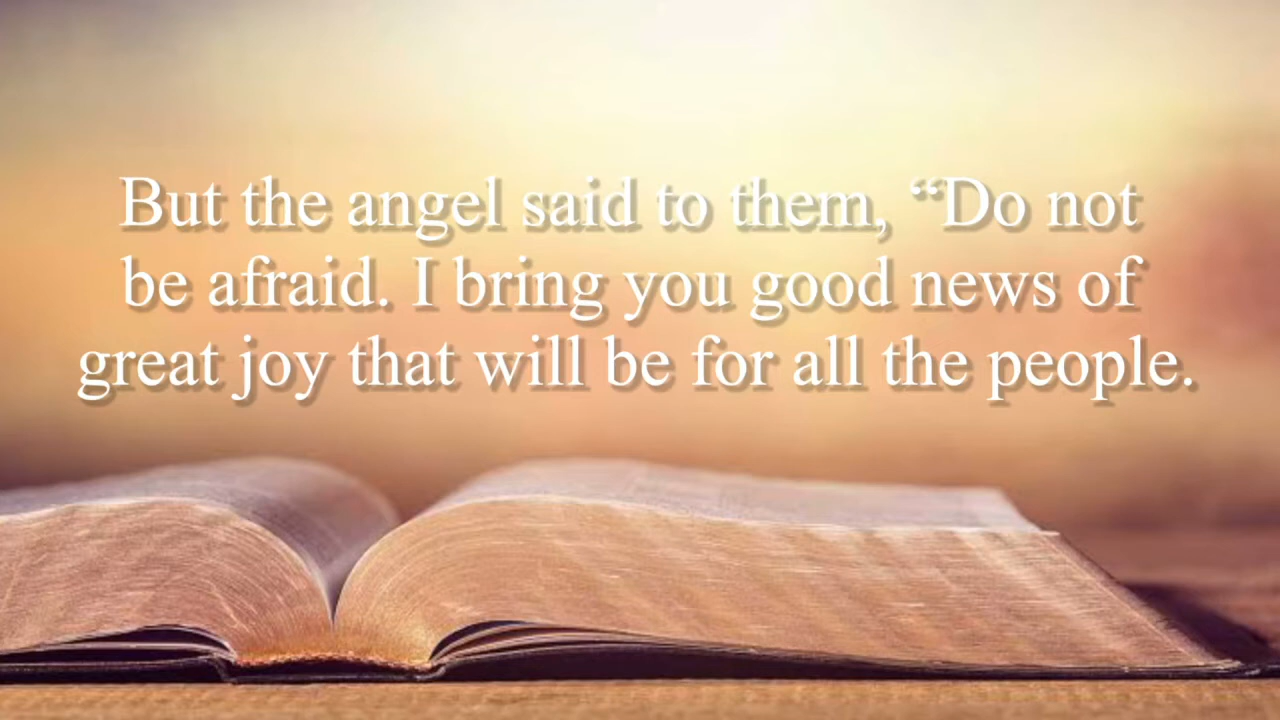 But the angel said to them, “Do not
be afraid. I bring you good news of
great joy that will be for all the people.